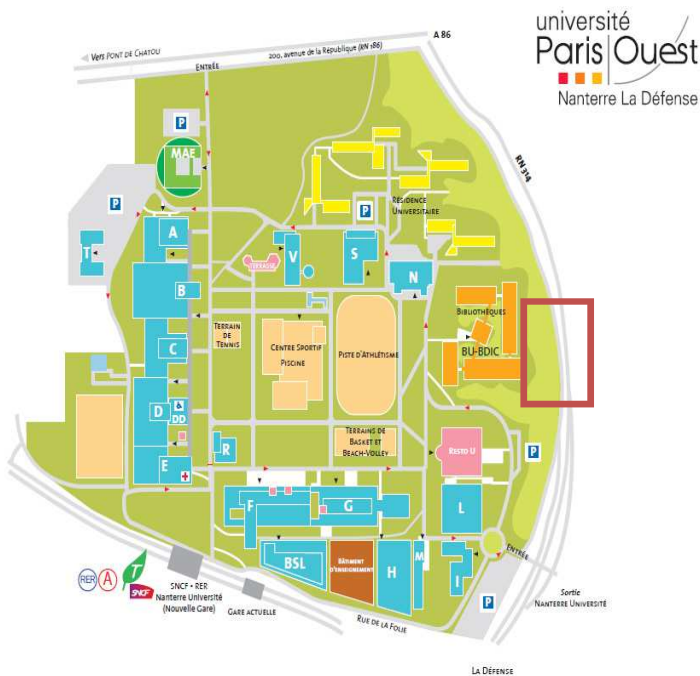 université
Paris Ouest
Nanterre La Défense
A 86
Vers PONT DE CHATOU
200, avenue de la République (RN 186)
ENTRÉE
P
MAE
RN 314
P
RÉSIDENCE
UNIVERSITAIRE
P
A
T
V
S
N
B
BIBLIOTHÈQUES
BU-BDIC
TERRAIN
DE
TENNIS
CENTRE SPORTIF
PISCINE
PISTE D'ATHLÉTISME
C
D
DD
TERRAINS DE
BASKET ET
BEACH-VOLLEY
R
RESTO U
P
E
F
G
L
BSL
BÂTIMENT
D'ENSEIGNEMENT
H
M
I
ENTRÉE
P
Sortie
NANTERRE UNIVERSITÉ
RER
A
T
SNCF
SNCF • RER
Nanterre Université
(Nouvelle Gare)
GARE ACTUELLE
RUE DE LA FOLIE
LA DÉFENSE